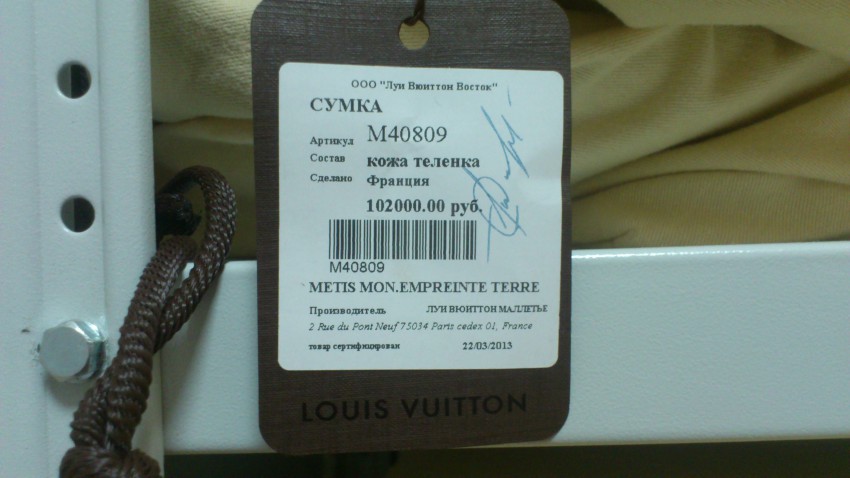 ООО "Луи Вюиттон Восток"
СУМКА
Артикул M40809
Состав кожа теленка
Сделано Франция
102000.00 руб.
M40809
METIS MON.EMPREINTE TERRE
Производитель ЛУИ ВЮИТТОН МАЛЛЕТЬЕ
2 Rue du Pont Neuf 75034 Paris cedex 01, France
товар сертифицирован 22/03/2013
LOUIS VUITTON